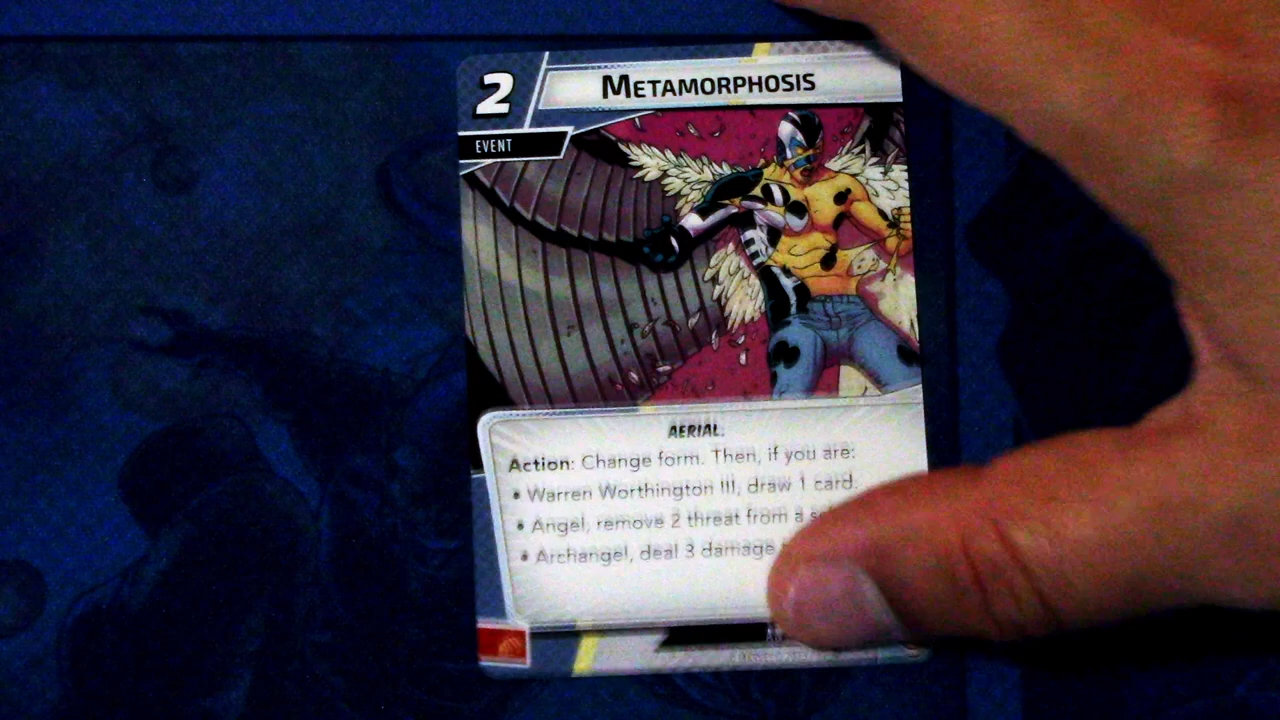 2
METAMORPHOSIS
EVENT
AERIAL.
Action: Change form. Then, if you are:
• Warren Worthington III, draw 1 card.
• Angel, remove 2 threat from a
• Archangel, deal 3 damage